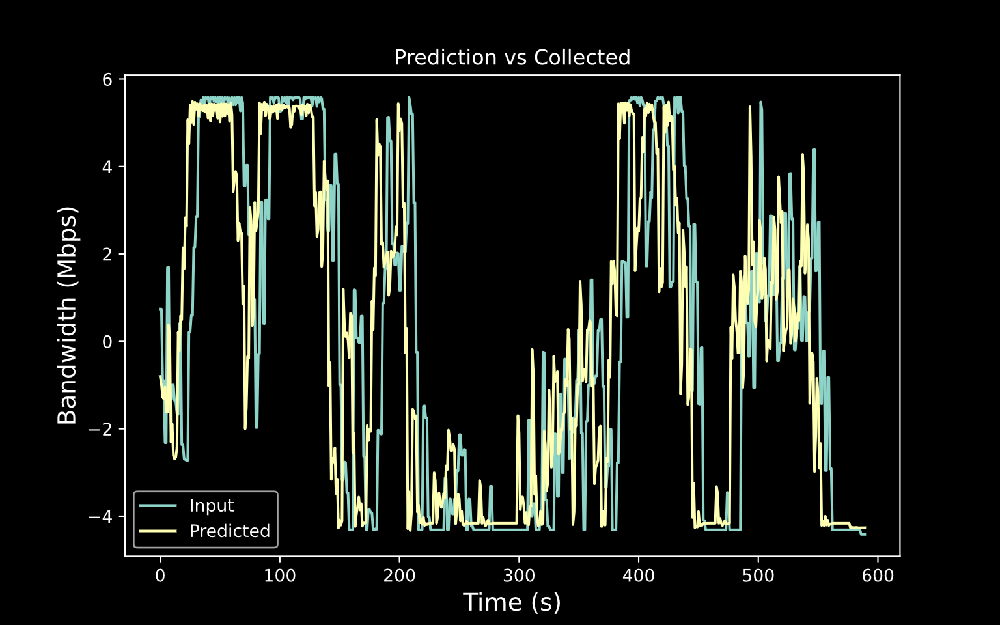 Prediction vs Collected
6
4
2
0
−2
−4
Bandwidth (Mbps)
Input
Predicted
0 100 200 300 400 500 600
Time (s)